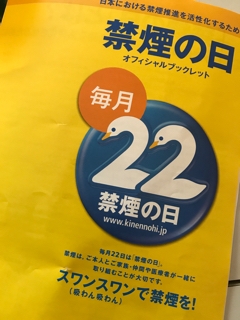 日本における禁煙推進を活性化するため
禁煙の日
オフィシャルブックレット
毎月
22
禁煙の日
www.kinennohi.jp
毎月22日は「禁煙の日」。
禁煙は、ご本人とご家族・仲間や医療者が一緒に
取り組むことが大切です。
スワンスワンで禁煙を!
(吸わん吸わん)